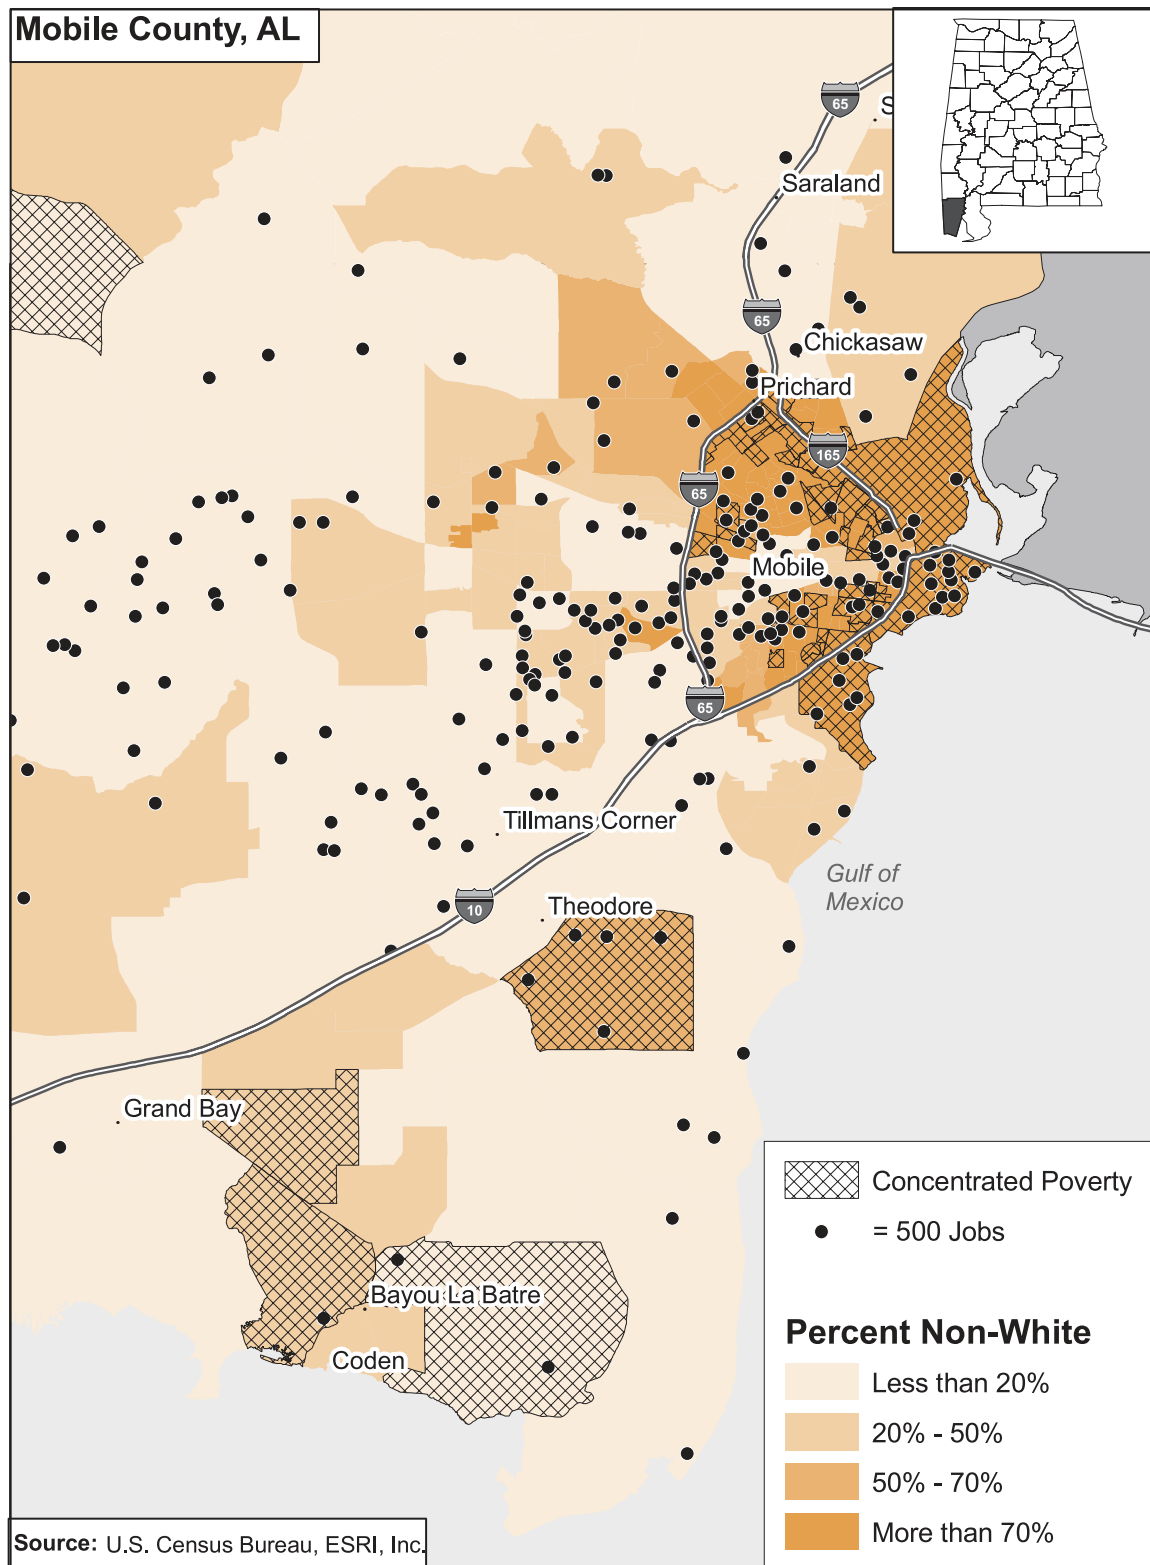 Mobile County, AL
65
S
Saraland
65
Chickasaw
Prichard
165
65
Mobile
65
Tillmans Corner
Gulf of
Mexico
10
Theodore
Grand Bay
Concentrated Poverty
= 500 Jobs
Bayou La Batre
Coden
Percent Non-White
Less than 20%
20% - 50%
50% - 70%
More than 70%
Source: U.S. Census Bureau, ESRI, Inc.